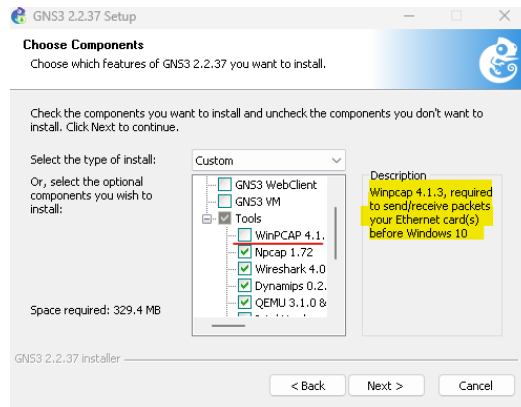 GNS3 2.2.37 Setup
Choose Components
Choose which features of GNS3 2.2.37 you want to install.
Check the components you want to install and uncheck the components you don't want to
install. Click Next to continue.
Select the type of install:
Custom
Or, select the optional
components you wish to
install:
GNS3 WebClient
GNS3 VM
Tools
WinPCAP 4.1.
Npcap 1.72
Wireshark 4.0
Dynamips 0.2.
QEMU 3.1.0 &
Description
Winpcap 4.1.3, required
to send/receive packets
your Ethernet card(s)
before Windows 10
Space required: 329.4 MB
GNS3 2.2.37 installer
< Back
Next >
Cancel